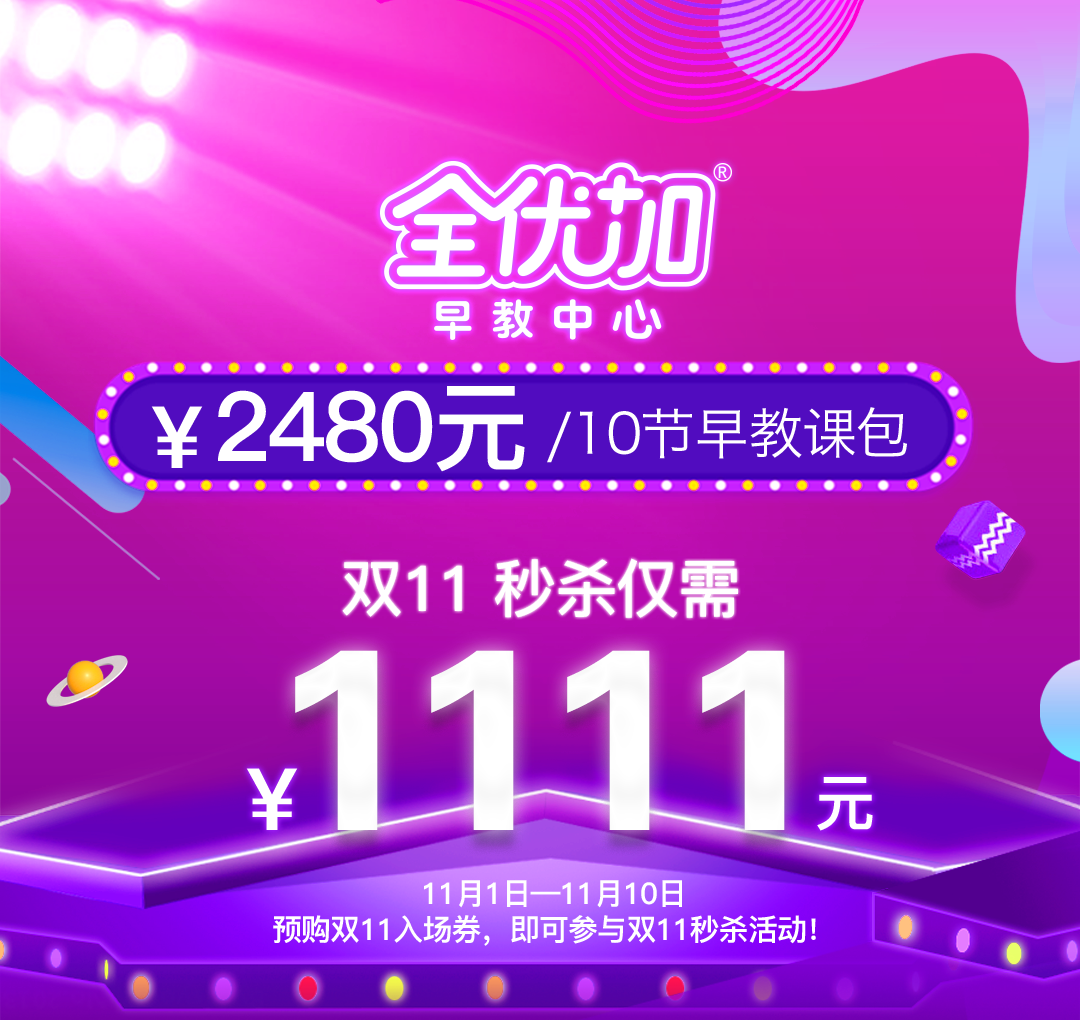 全优加®
早教中心
¥2480元/10节早教课包
双11 秒杀仅需
¥1111元
11月1日—11月10日
预购双11入场券，即可参与双11秒杀活动！